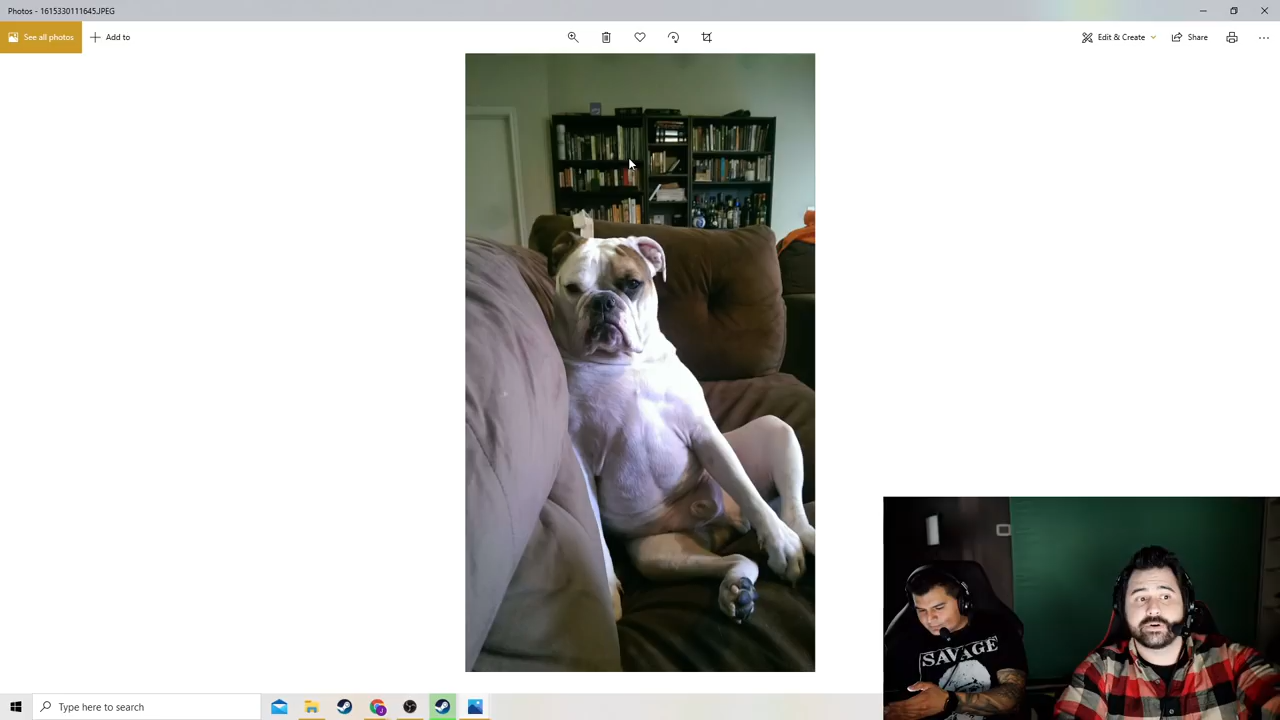 Photos - 1615330111645.JPEG
See all photos
Add to
Edit & Create
Share
SAVAGE
Type here to search